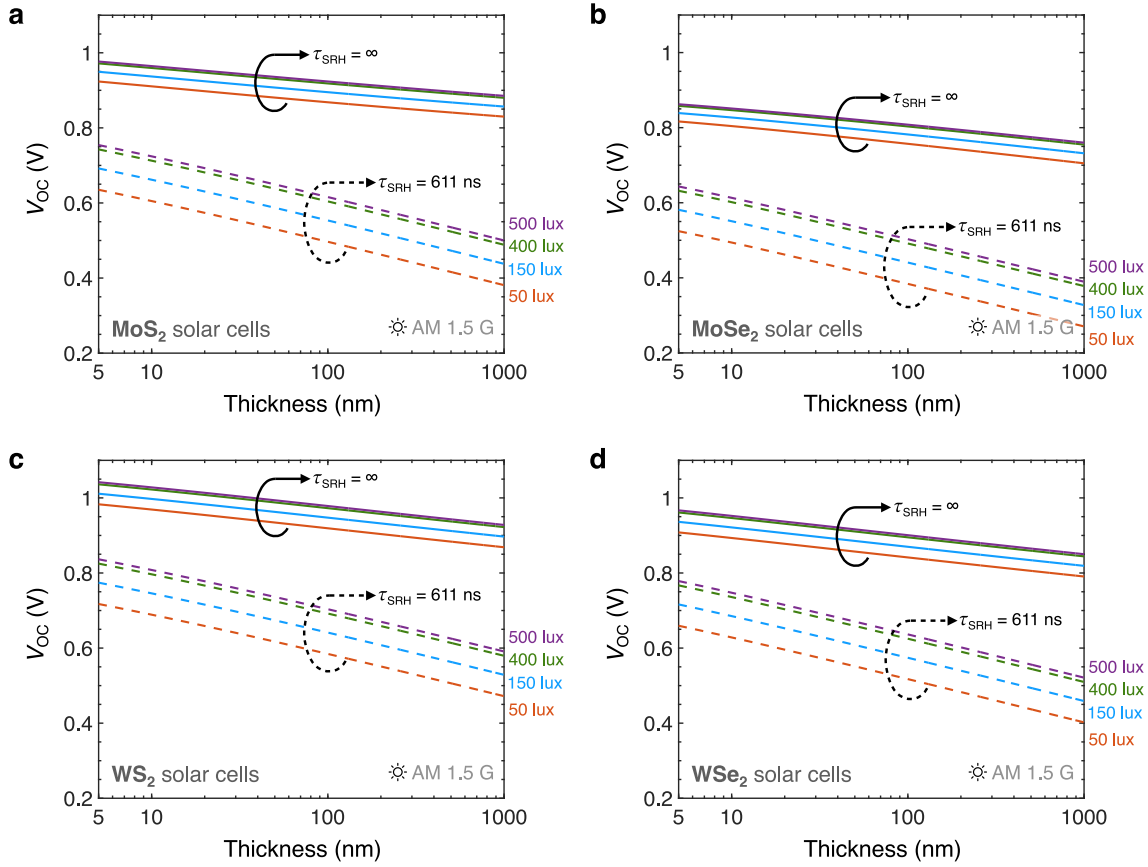 a
V_OC (V)
1
0.8
0.6
0.4
0.2
τ_SRH = ∞
τ_SRH = 611 ns
500 lux
400 lux
150 lux
50 lux
MoS₂ solar cells
AM 1.5 G
5 10 100 1000
Thickness (nm)
b
V_OC (V)
1
0.8
0.6
0.4
0.2
τ_SRH = ∞
τ_SRH = 611 ns
500 lux
400 lux
150 lux
50 lux
MoSe₂ solar cells
AM 1.5 G
5 10 100 1000
Thickness (nm)
c
V_OC (V)
1
0.8
0.6
0.4
0.2
τ_SRH = ∞
τ_SRH = 611 ns
500 lux
400 lux
150 lux
50 lux
WS₂ solar cells
AM 1.5 G
5 10 100 1000
Thickness (nm)
d
V_OC (V)
1
0.8
0.6
0.4
0.2
τ_SRH = ∞
τ_SRH = 611 ns
500 lux
400 lux
150 lux
50 lux
WSe₂ solar cells
AM 1.5 G
5 10 100 1000
Thickness (nm)